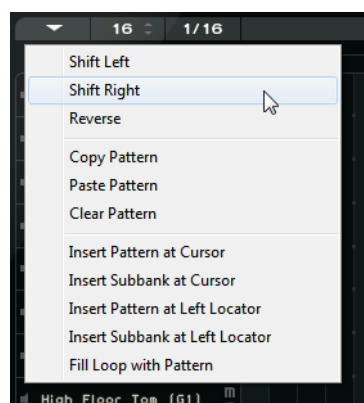 16 1/16
Shift Left
Shift Right
Reverse
Copy Pattern
Paste Pattern
Clear Pattern
Insert Pattern at Cursor
Insert Subbank at Cursor
Insert Pattern at Left Locator
Insert Subbank at Left Locator
Fill Loop with Pattern
High Floor Tom (G1) m